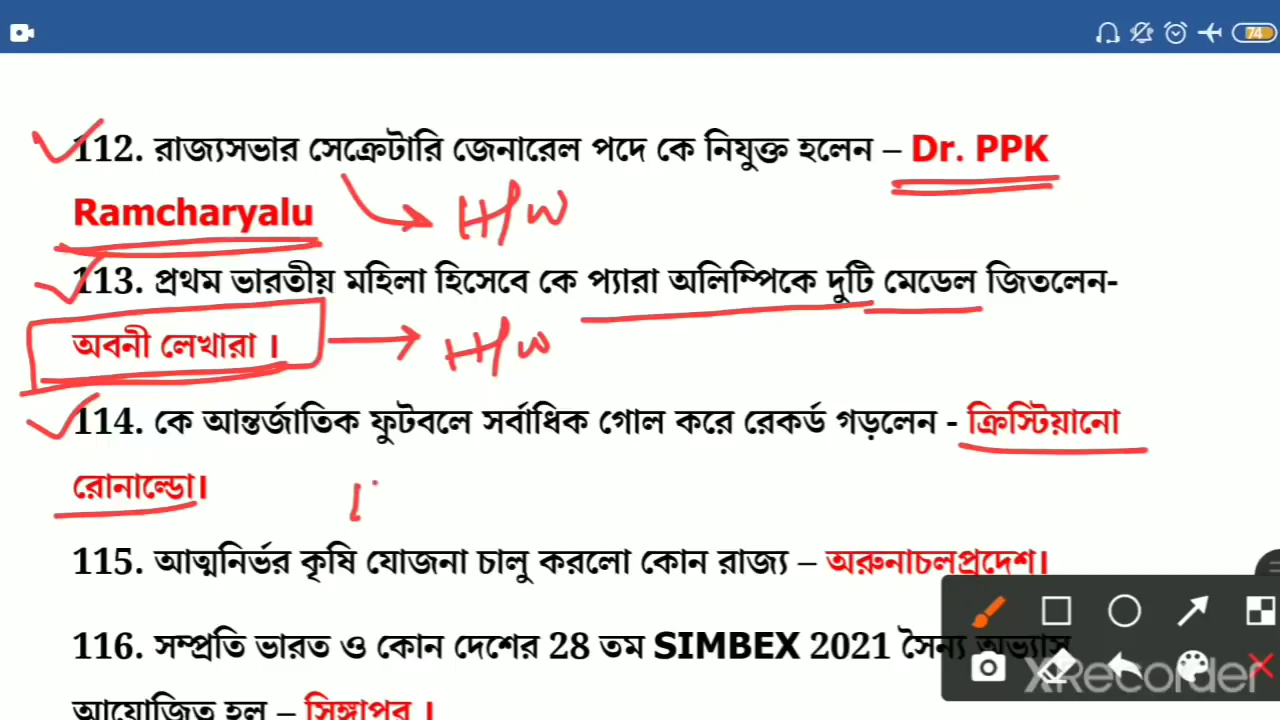 74
112. রাজ্যসভার সেক্রেটারি জেনারেল পদে কে নিযুক্ত হলেন – Dr. PPK
Ramcharyalu
H/W
113. প্রথম ভারতীয় মহিলা হিসেবে কে প্যারা অলিম্পিকে দুটি মেডেল জিতলেন-
অবনী লেখারা ।
H/W
114. কে আন্তর্জাতিক ফুটবলে সর্বাধিক গোল করে রেকর্ড গড়লেন - ক্রিস্টিয়ানো
রোনাল্ডো।
115. আত্মনির্ভর কৃষি যোজনা চালু করলো কোন রাজ্য – অরুনাচলপ্রদেশ।
116. সম্প্রতি ভারত ও কোন দেশের 28 তম SIMBEX 2021 সৈন্য অভ্যাস
আয়োজিত হল – সিঙ্গাপুর ।
XRecorder